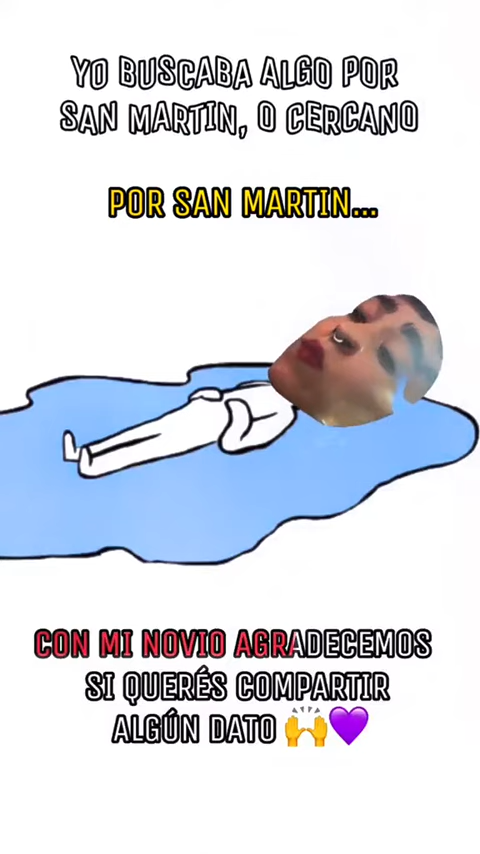 YO BUSCABA ALGO POR
SAN MARTIN, O CERCANO
POR SAN MARTIN...
CON MI NOVIO AGRADECEMOS
SI QUERÉS COMPARTIR
ALGÚN DATO 🙌💜